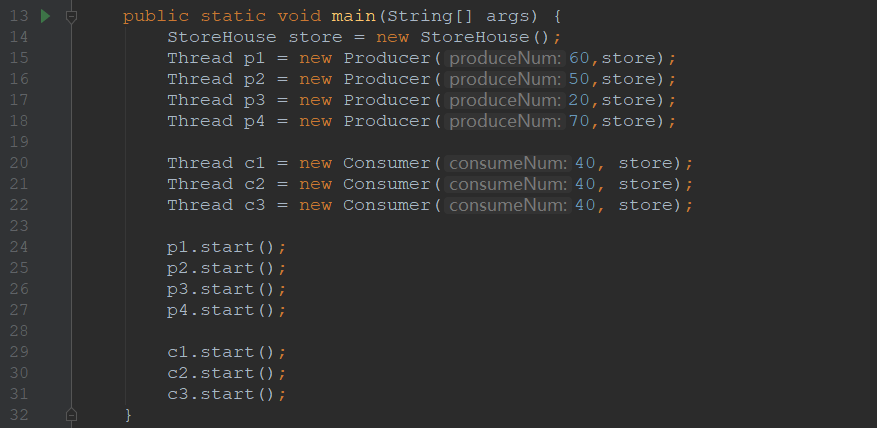 13 public static void main(String[] args) {
14 StoreHouse store = new StoreHouse();
15 Thread p1 = new Producer( produceNum: 60,store);
16 Thread p2 = new Producer( produceNum: 50,store);
17 Thread p3 = new Producer( produceNum: 20,store);
18 Thread p4 = new Producer( produceNum: 70,store);
19
20 Thread c1 = new Consumer( consumeNum: 40, store);
21 Thread c2 = new Consumer( consumeNum: 40, store);
22 Thread c3 = new Consumer( consumeNum: 40, store);
23
24 p1.start();
25 p2.start();
26 p3.start();
27 p4.start();
28
29 c1.start();
30 c2.start();
31 c3.start();
32 }